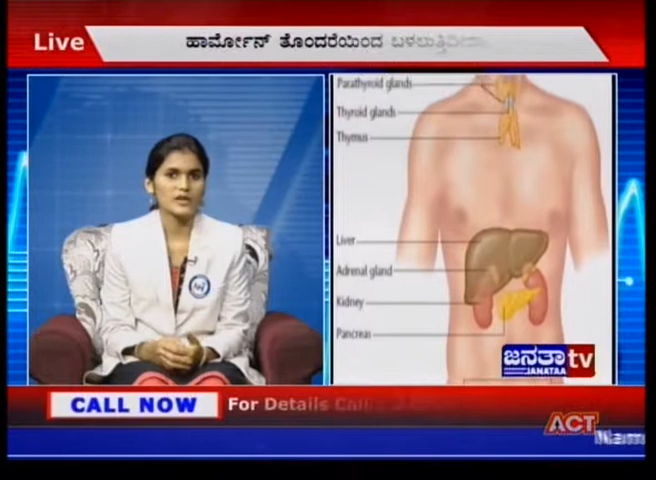 Live
ಹಾರ್ಮೋನ್ ತೊಂದರೆಯಿಂದ
Parathyroid glands
Thyroid glands
Thymus
Liver
Adrenal gland
Kidney
Pancreas
ಜನತಾ tv
JANATAA
CALL NOW
For Details Call
ACT